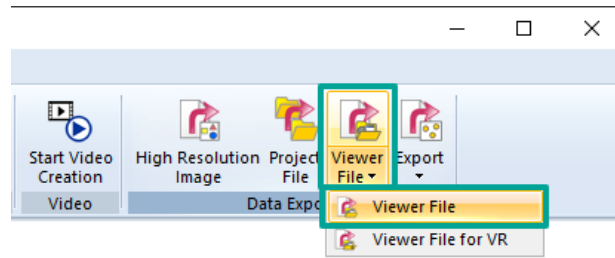 Start Video
Creation
High Resolution
Image
Project
File
Viewer
File
Export
Video
Data Expo
Viewer File
Viewer File for VR